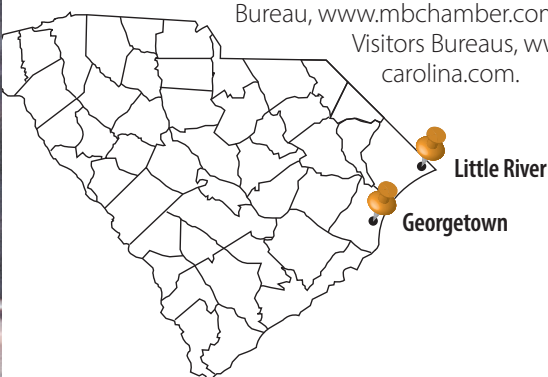 Bureau, www.mbchamber.com
Visitors Bureaus, ww
carolina.com.
Little River
Georgetown